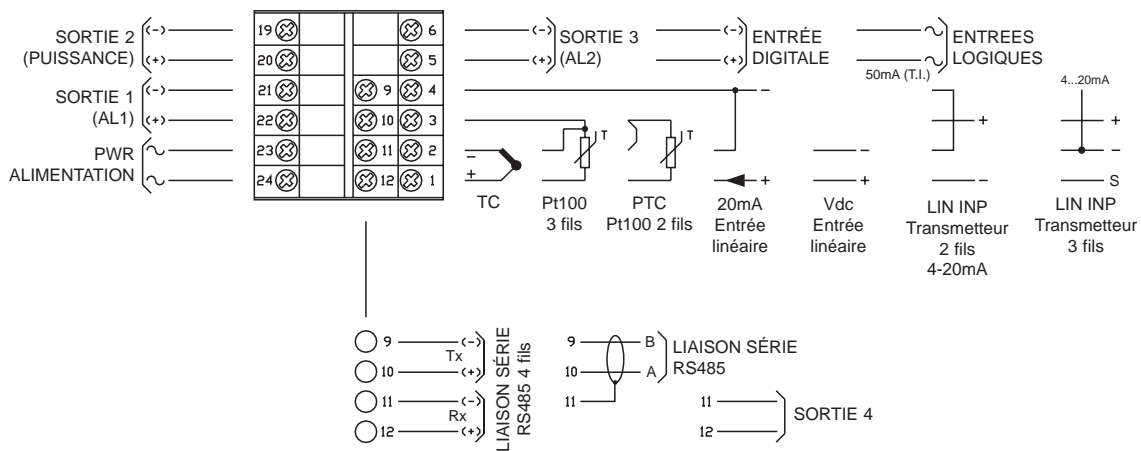 SORTIE 2
(PUISSANCE)
(-)
(+)
SORTIE 1
(AL1)
(-)
(+)
PWR
ALIMENTATION
19
20
21
22
23
24
9
10
11
12
6
5
4
3
2
1
(-)
(+)
SORTIE 3
(AL2)
(-)
(+)
ENTRÉE
DIGITALE
ENTREES
LOGIQUES
50mA (T.I.)
4...20mA
T
T
−
+
−
+
−
+
+
−
+
−
S
TC
Pt100
3 fils
PTC
Pt100 2 fils
20mA
Entrée
linéaire
Vdc
Entrée
linéaire
LIN INP
Transmetteur
2 fils
4-20mA
LIN INP
Transmetteur
3 fils
9
10
11
12
(-)
Tx
(+)
(-)
Rx
(+)
LIAISON SÉRIE
RS485 4 fils
9
10
11
B
A
LIAISON SÉRIE
RS485
11
12
SORTIE 4